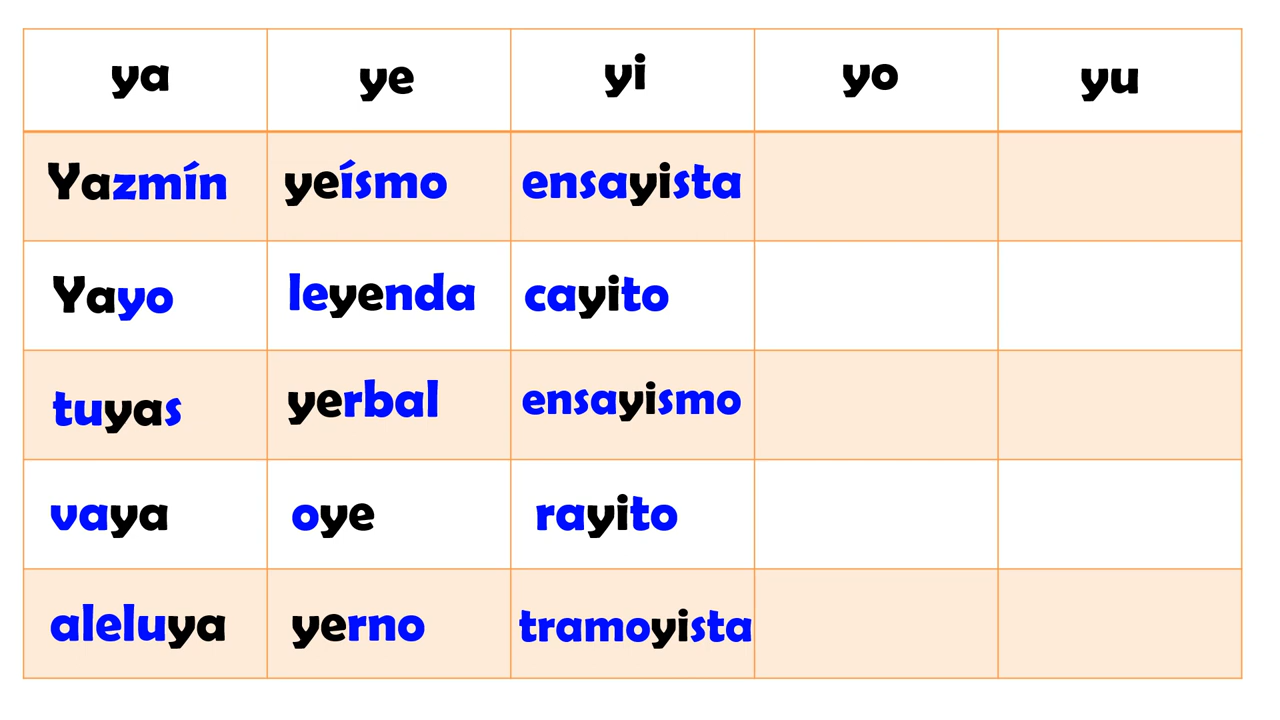 ya ye yi yo yu
Yazmín yeísmo ensayista
Yayo leyenda cayito
tuyas yerbal ensayismo
vaya oye rayito
aleluya yerno tramoyista